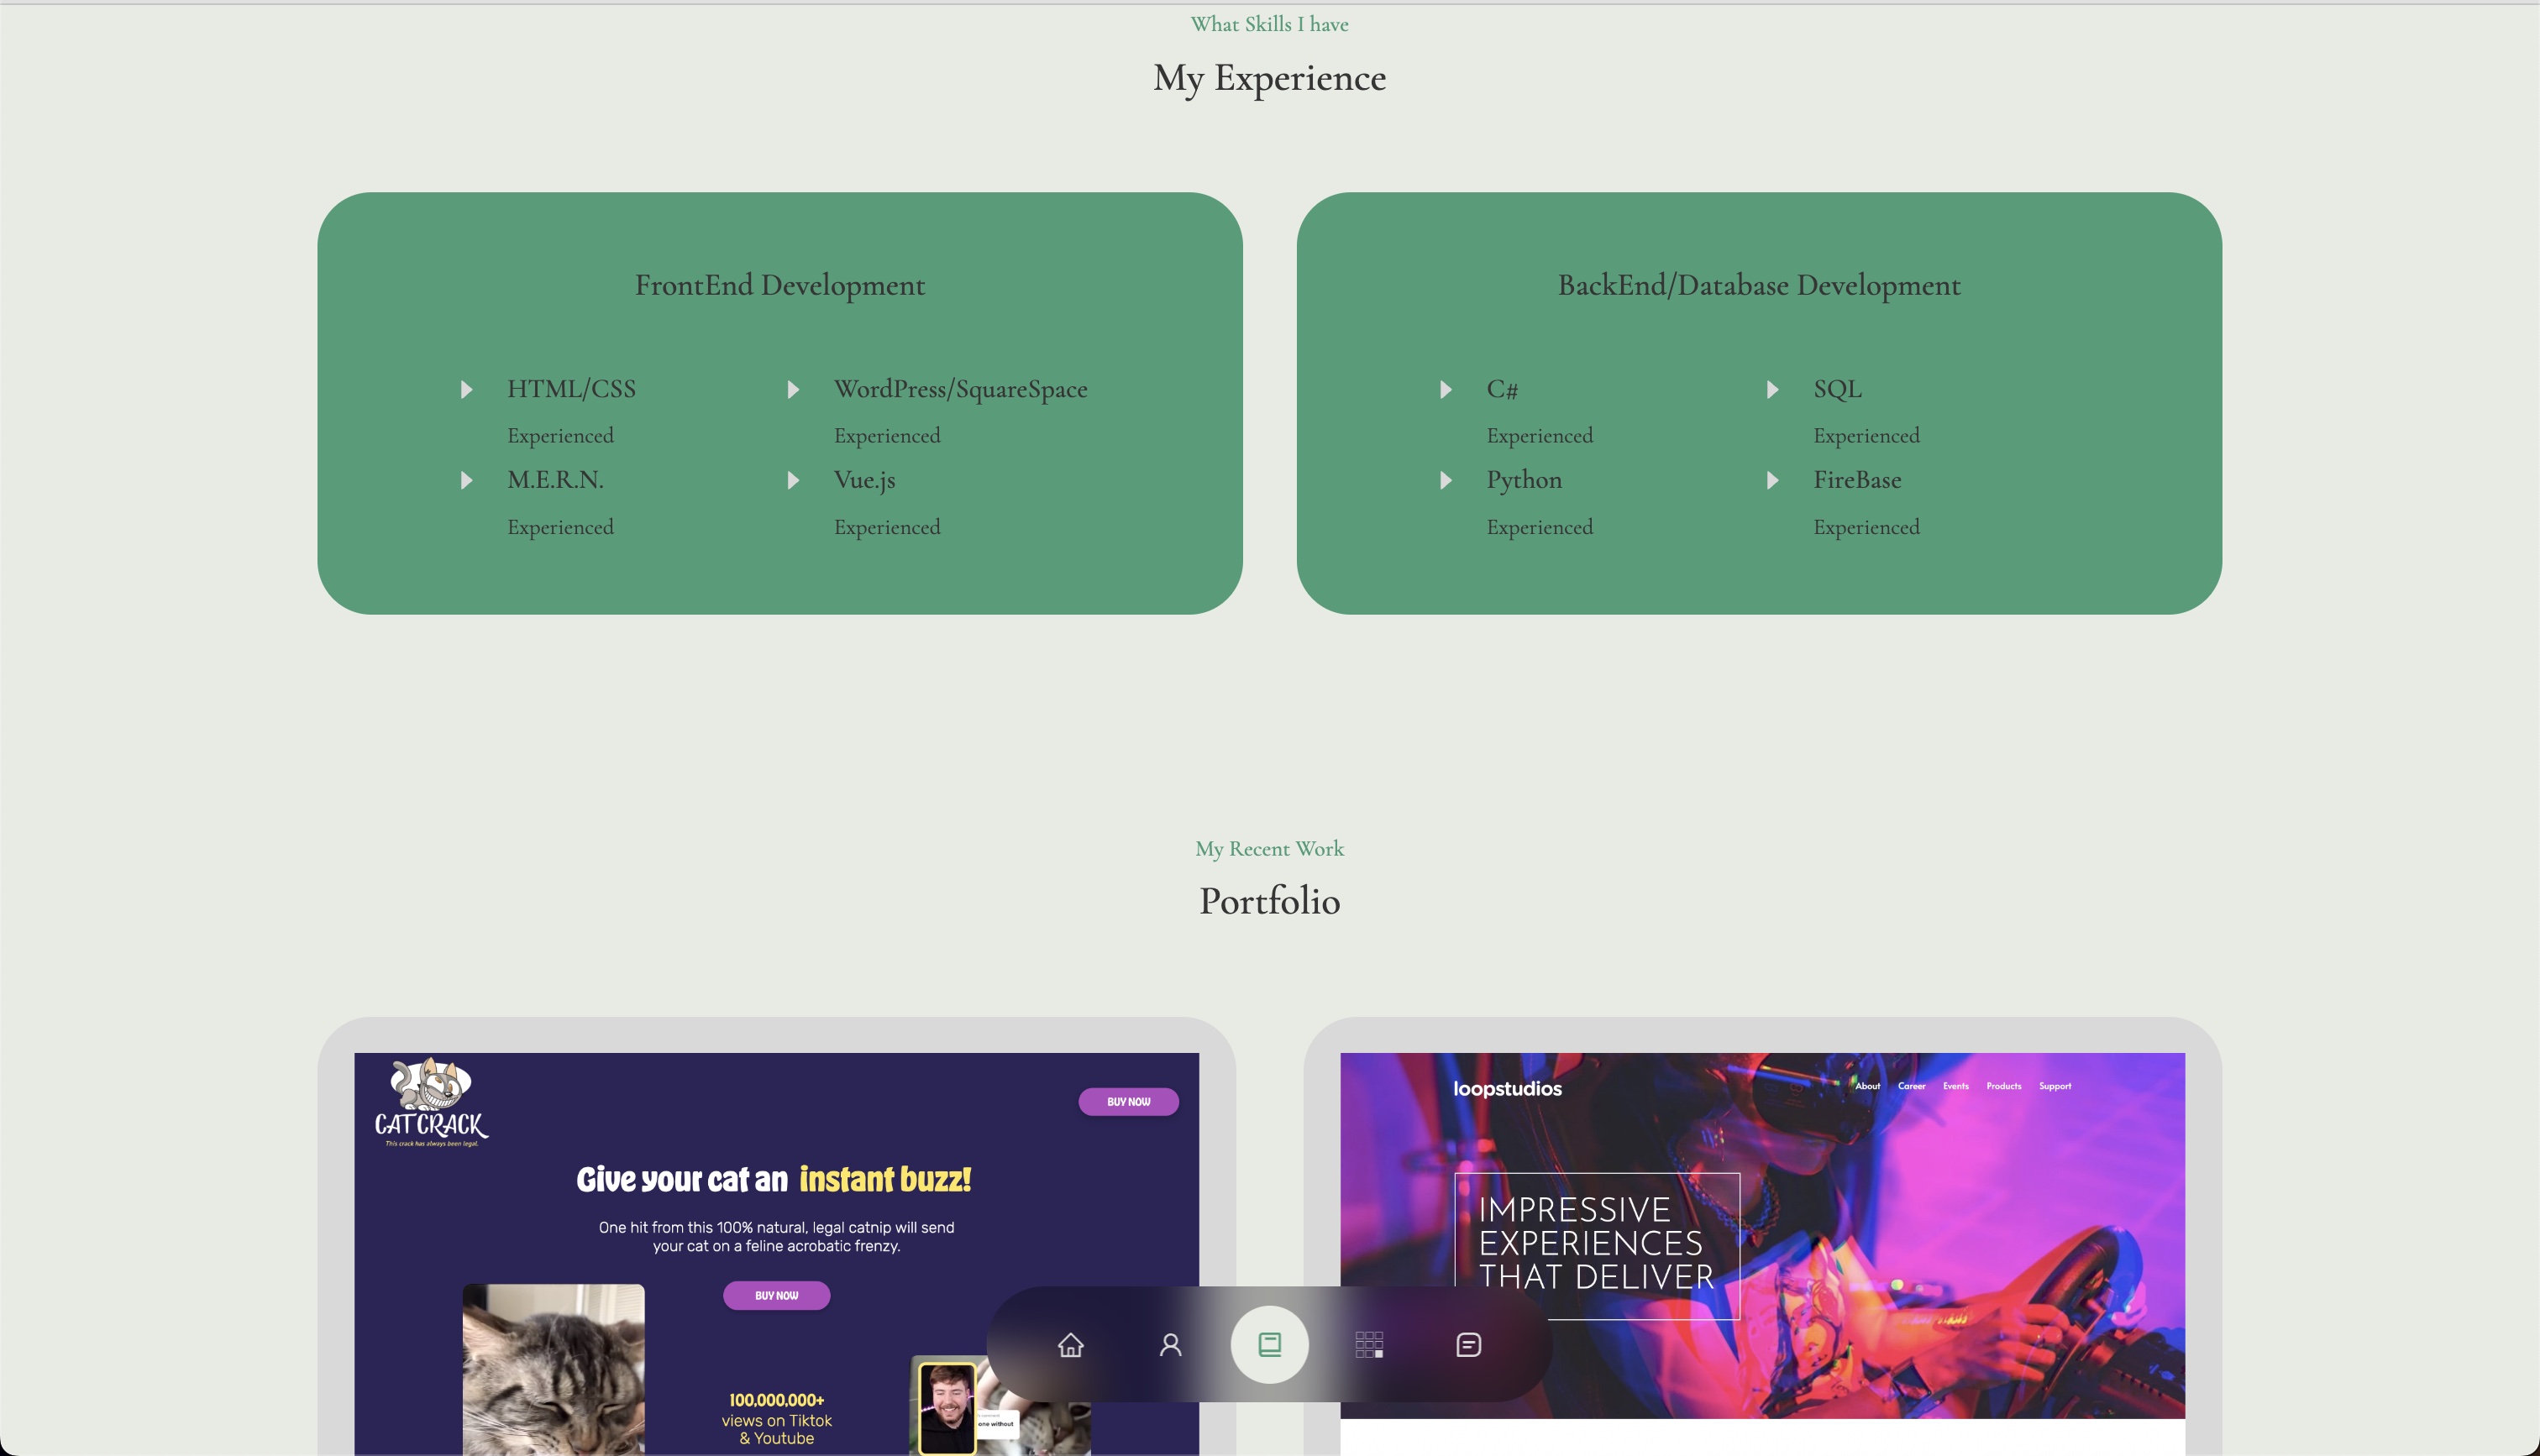 What Skills I have
My Experience
FrontEnd Development
HTML/CSS
Experienced
WordPress/SquareSpace
Experienced
M.E.R.N.
Experienced
Vue.js
Experienced
BackEnd/Database Development
C#
Experienced
SQL
Experienced
Python
Experienced
FireBase
Experienced
My Recent Work
Portfolio
CAT CRACK
This crack has always been legal.
BUY NOW
Give your cat an instant buzz!
One hit from this 100% natural, legal catnip will send
your cat on a feline acrobatic frenzy.
BUY NOW
100,000,000+
views on Tiktok
& Youtube
one without
loopstudios
About Career Events Products Support
IMPRESSIVE
EXPERIENCES
THAT DELIVER